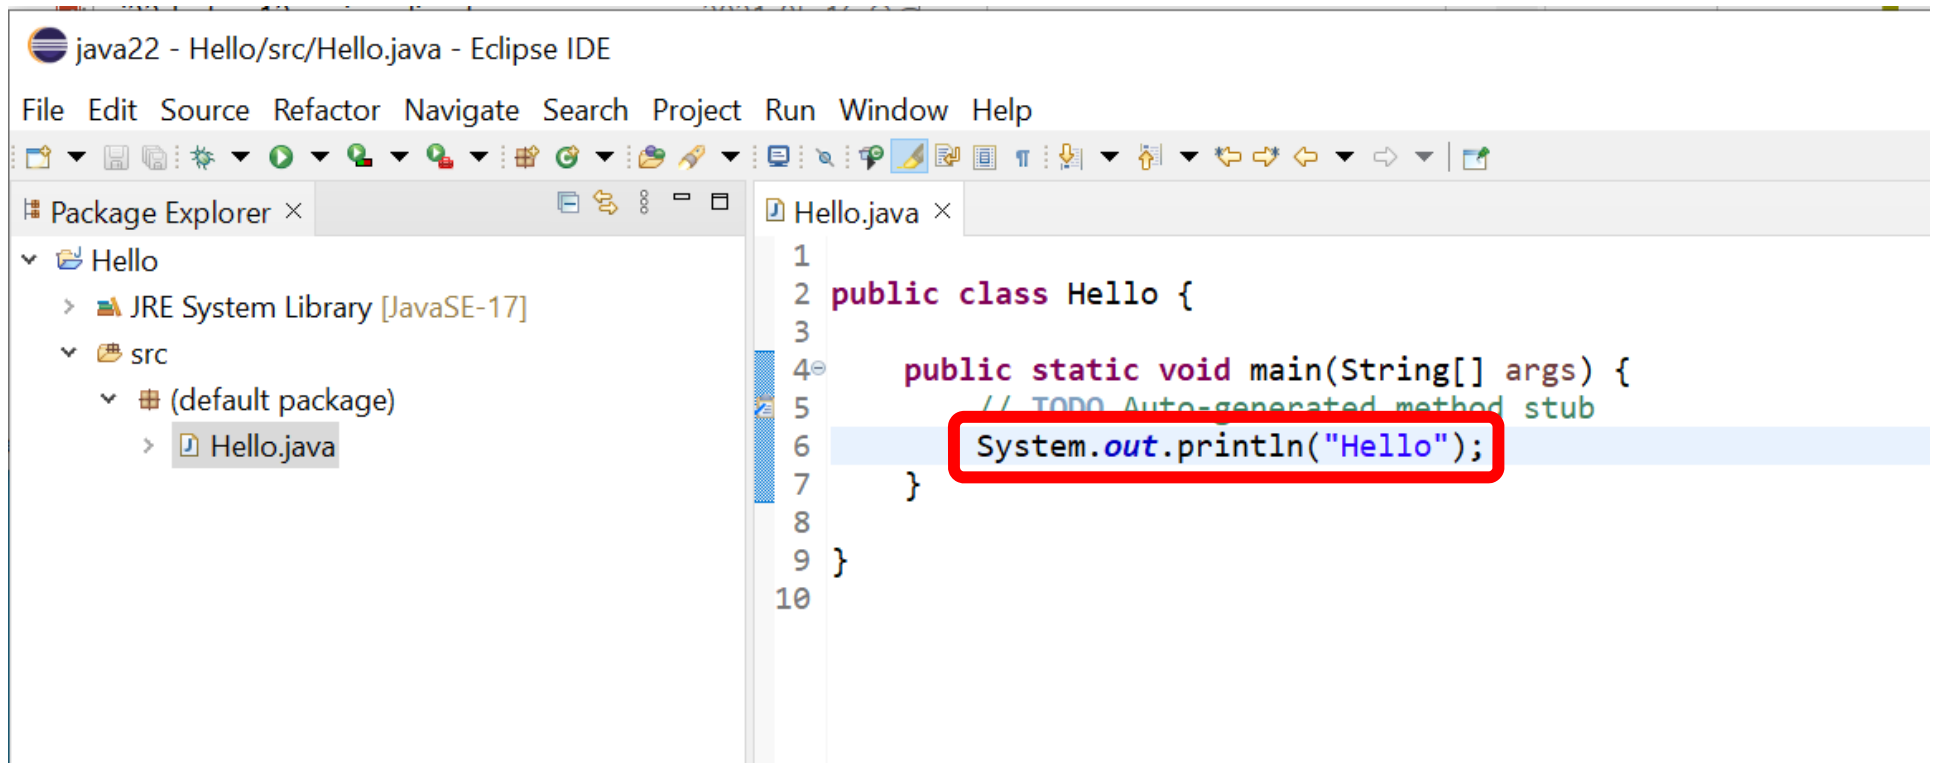 java22 - Hello/src/Hello.java - Eclipse IDE
File Edit Source Refactor Navigate Search Project Run Window Help
Package Explorer
Hello
JRE System Library [JavaSE-17]
src
(default package)
Hello.java
Hello.java
1
2 public class Hello {
3
4 public static void main(String[] args) {
5 // TODO Auto-generated method stub
6 System.out.println("Hello");
7 }
8
9 }
10